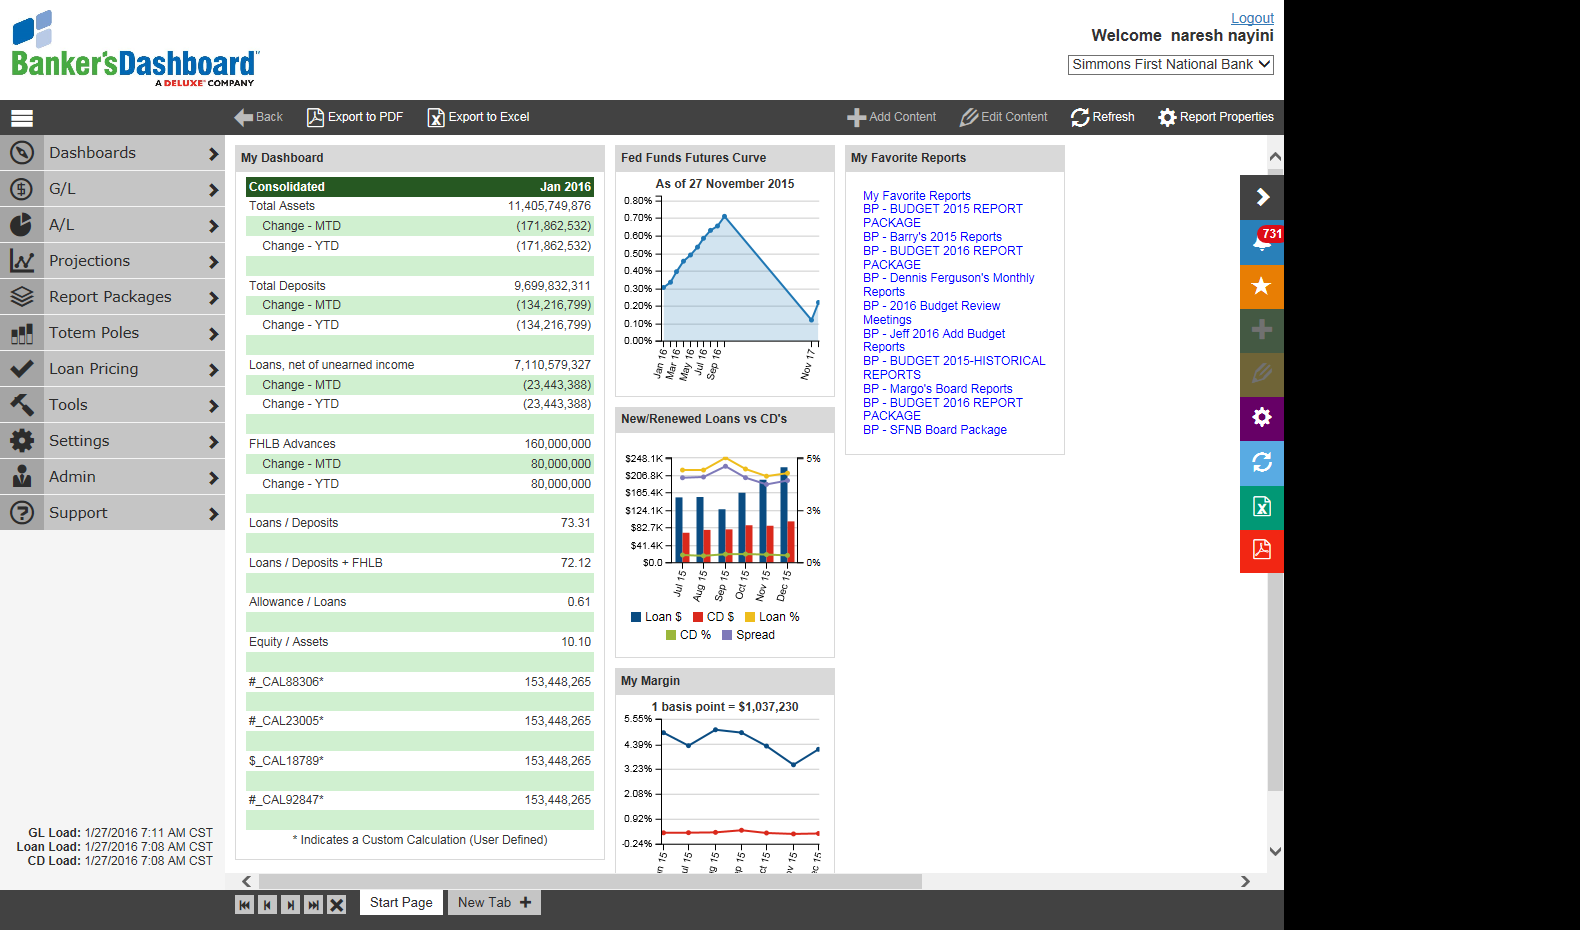 Logout
Welcome naresh nayini
Banker'sDashboard
A DELUXE COMPANY
Simmons First National Bank
Back
Export to PDF
Export to Excel
Add Content
Edit Content
Refresh
Report Properties
Dashboards
G/L
A/L
Projections
Report Packages
Totem Poles
Loan Pricing
Tools
Settings
Admin
Support
GL Load: 1/27/2016 7:11 AM CST
Loan Load: 1/27/2016 7:08 AM CST
CD Load: 1/27/2016 7:08 AM CST
My Dashboard
Consolidated Jan 2016
Total Assets 11,405,749,876
Change - MTD (171,862,532)
Change - YTD (171,862,532)
Total Deposits 9,699,832,311
Change - MTD (134,216,799)
Change - YTD (134,216,799)
Loans, net of unearned income 7,110,579,327
Change - MTD (23,443,388)
Change - YTD (23,443,388)
FHLB Advances 160,000,000
Change - MTD 80,000,000
Change - YTD 80,000,000
Loans / Deposits 73.31
Loans / Deposits + FHLB 72.12
Allowance / Loans 0.61
Equity / Assets 10.10
#_CAL88306* 153,448,265
#_CAL23005* 153,448,265
$_CAL18789* 153,448,265
#_CAL92847* 153,448,265
* Indicates a Custom Calculation (User Defined)
Fed Funds Futures Curve
As of 27 November 2015
0.80%
0.70%
0.60%
0.50%
0.40%
0.30%
0.20%
0.10%
0.00%
Jan 16
Mar 16
May 16
Jul 16
Sep 16
Nov 17
New/Renewed Loans vs CD's
$248.1K
$206.8K
$165.4K
$124.1K
$82.7K
$41.4K
$0.0
5%
3%
0%
Jul 15
Aug 15
Sep 15
Oct 15
Nov 15
Dec 15
Loan $ CD $ Loan %
CD % Spread
My Margin
1 basis point = $1,037,230
5.55%
4.39%
3.23%
2.08%
0.92%
-0.24%
n 15
ul 15
g 15
p 15
ct 15
v 15
c 15
My Favorite Reports
My Favorite Reports
BP - BUDGET 2015 REPORT
PACKAGE
BP - Barry's 2015 Reports
BP - BUDGET 2016 REPORT
PACKAGE
BP - Dennis Ferguson's Monthly
Reports
BP - 2016 Budget Review
Meetings
BP - Jeff 2016 Add Budget
Reports
BP - BUDGET 2015-HISTORICAL
REPORTS
BP - Margo's Board Reports
BP - BUDGET 2016 REPORT
PACKAGE
BP - SFNB Board Package
731
Start Page
New Tab